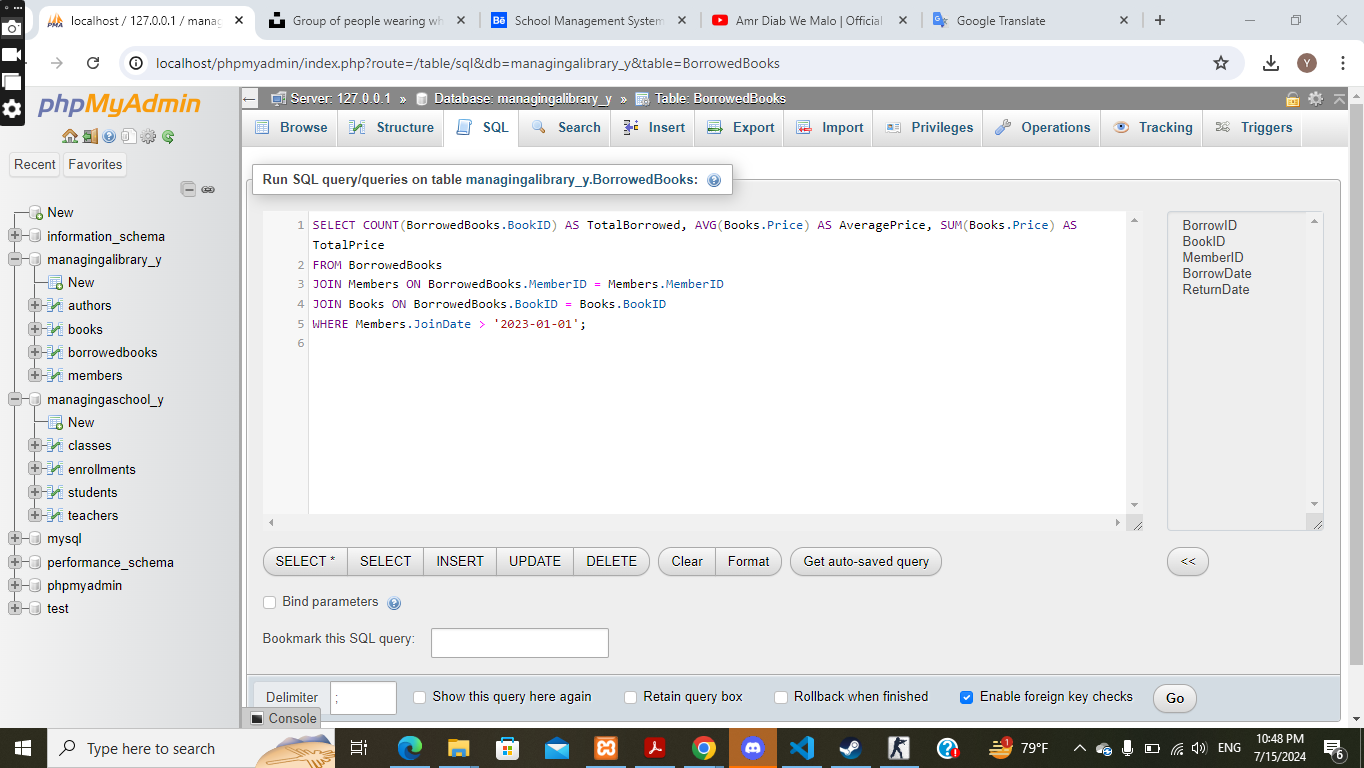 localhost / 127.0.0.1 / manag
Group of people wearing wh
Bē School Management System
Amr Diab We Malo | Official
Google Translate
localhost/phpmyadmin/index.php?route=/table/sql&db=managingalibrary_y&table=BorrowedBooks
Y
phpMyAdmin
Recent
Favorites
New
information_schema
managingalibrary_y
New
authors
books
borrowedbooks
members
managingaschool_y
New
classes
enrollments
students
teachers
mysql
performance_schema
phpmyadmin
test
Server: 127.0.0.1 » Database: managingalibrary_y » Table: BorrowedBooks
Browse Structure SQL Search Insert Export Import Privileges Operations Tracking Triggers
Run SQL query/queries on table managingalibrary_y.BorrowedBooks:
1 SELECT COUNT(BorrowedBooks.BookID) AS TotalBorrowed, AVG(Books.Price) AS AveragePrice, SUM(Books.Price) AS
TotalPrice
2 FROM BorrowedBooks
3 JOIN Members ON BorrowedBooks.MemberID = Members.MemberID
4 JOIN Books ON BorrowedBooks.BookID = Books.BookID
5 WHERE Members.JoinDate > '2023-01-01';
6
BorrowID
BookID
MemberID
BorrowDate
ReturnDate
SELECT * SELECT INSERT UPDATE DELETE Clear Format Get auto-saved query <<
Bind parameters
Bookmark this SQL query:
Delimiter ; Show this query here again Retain query box Rollback when finished Enable foreign key checks Go
Console
Type here to search
79°F
ENG
10:48 PM
7/15/2024
6